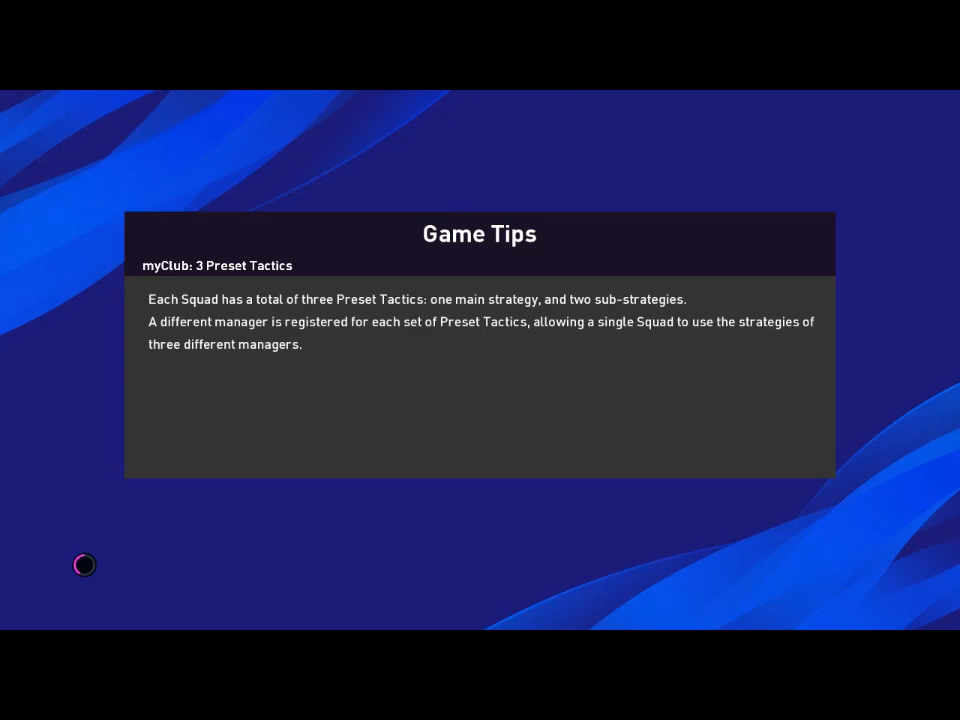 Game Tips
myClub: 3 Preset Tactics
Each Squad has a total of three Preset Tactics: one main strategy, and two sub-strategies.
A different manager is registered for each set of Preset Tactics, allowing a single Squad to use the strategies of
three different managers.